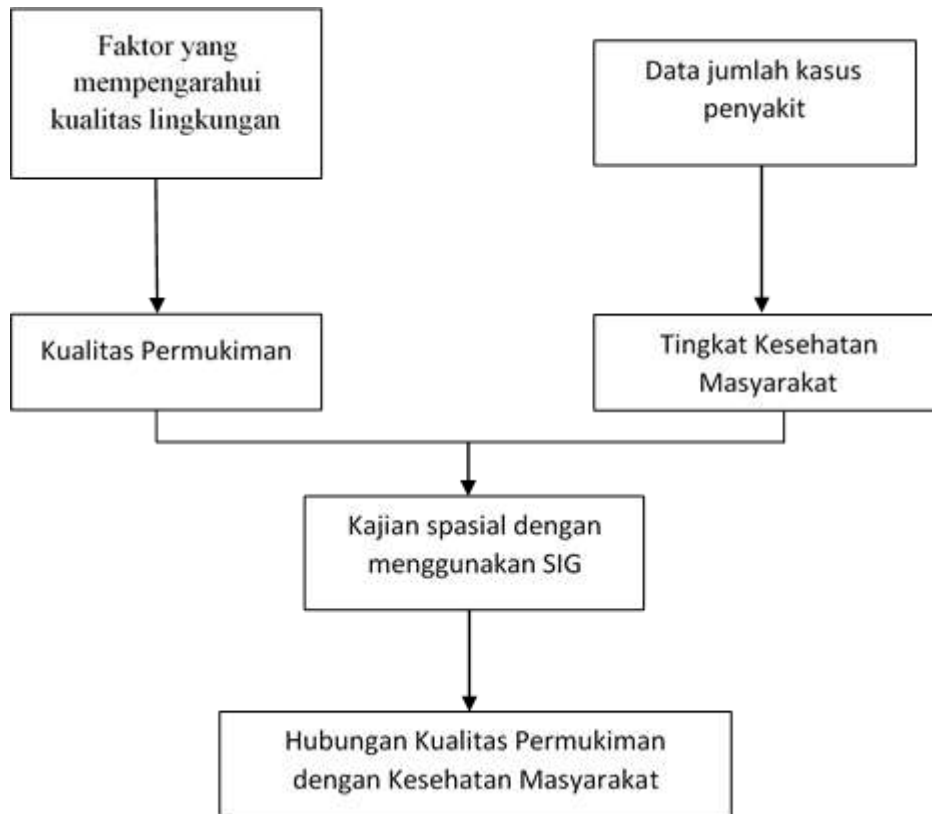 Faktor yang
mempengarahui
kualitas lingkungan
Data jumlah kasus
penyakit
Kualitas Permukiman
Tingkat Kesehatan
Masyarakat
Kajian spasial dengan
menggunakan SIG
Hubungan Kualitas Permukiman
dengan Kesehatan Masyarakat